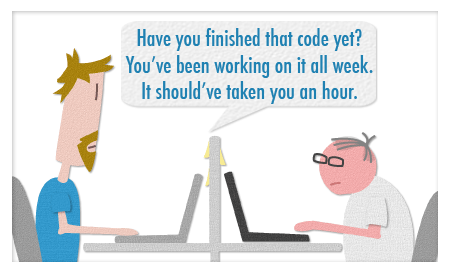 Have you finished that code yet?
You've been working on it all week.
It should've taken you an hour.